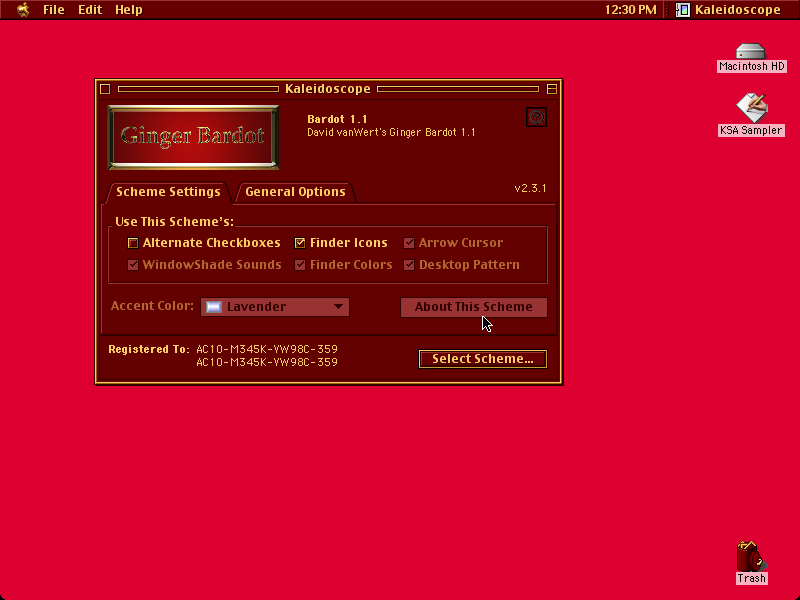 File Edit Help 12:30 PM Kaleidoscope
Macintosh HD
KSA Sampler
Kaleidoscope
Ginger Bardot
Bardot 1.1
David vanWert's Ginger Bardot 1.1
v2.3.1
Scheme Settings General Options
Use This Scheme's:
Alternate Checkboxes Finder Icons Arrow Cursor
WindowShade Sounds Finder Colors Desktop Pattern
Accent Color: Lavender About This Scheme
Registered To: AC10-M345K-VW98C-359
AC10-M345K-VW98C-359
Select Scheme...
Trash